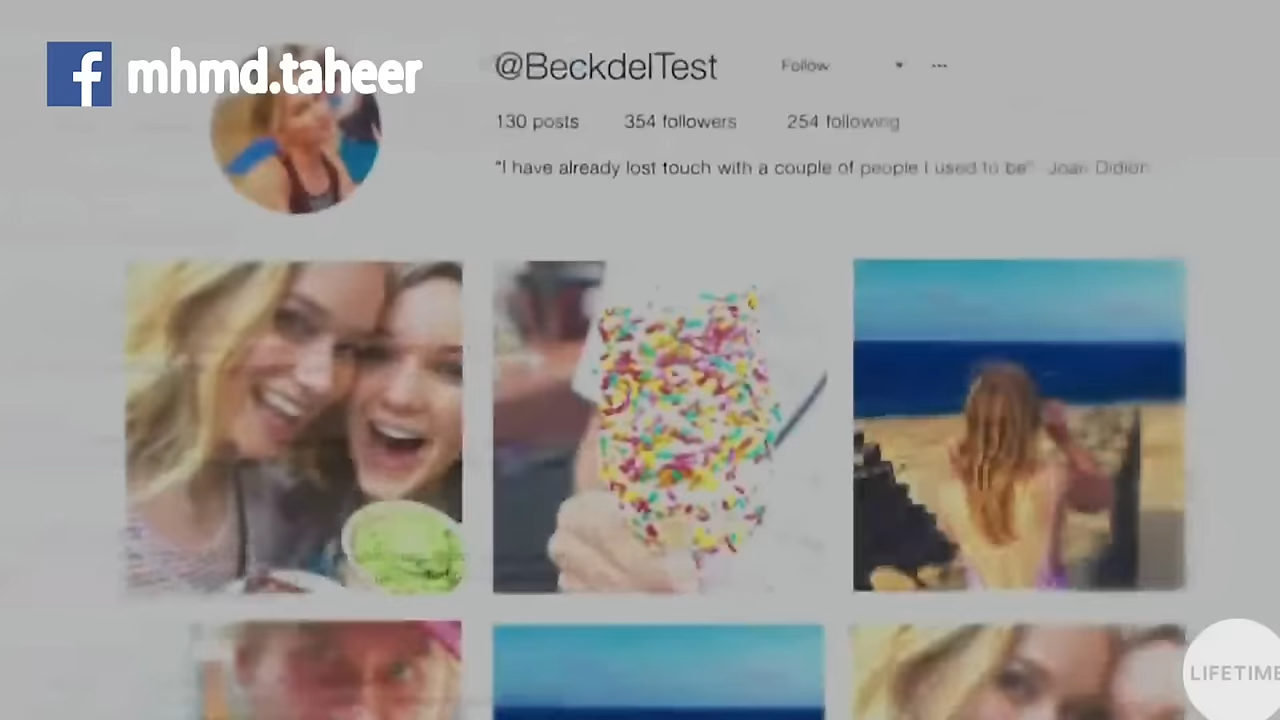 mhmd.taheer
@BeckdelTest
Follow ...
130 posts 354 followers 254 following
"I have already lost touch with a couple of people I used to be" Joan Didion
LIFETIME